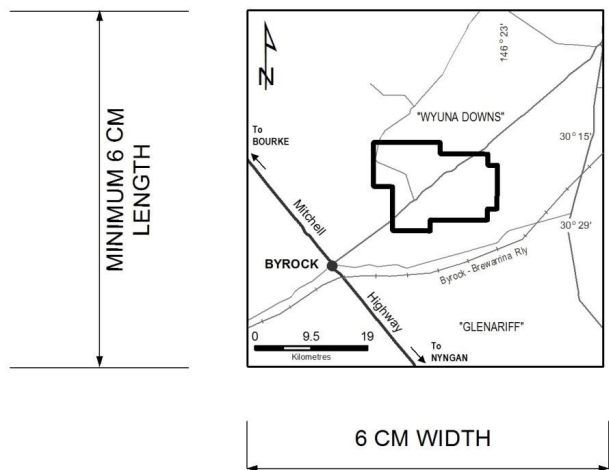 MINIMUM 6 CM
LENGTH
N
146° 23'
"WYUNA DOWNS"
To
BOURKE
30° 15'
Mitchell
30° 29'
BYROCK
Byrock - Brewarrina Rly
Highway
"GLENARIFF"
0 9.5 19
Kilometres
To
NYNGAN
6 CM WIDTH